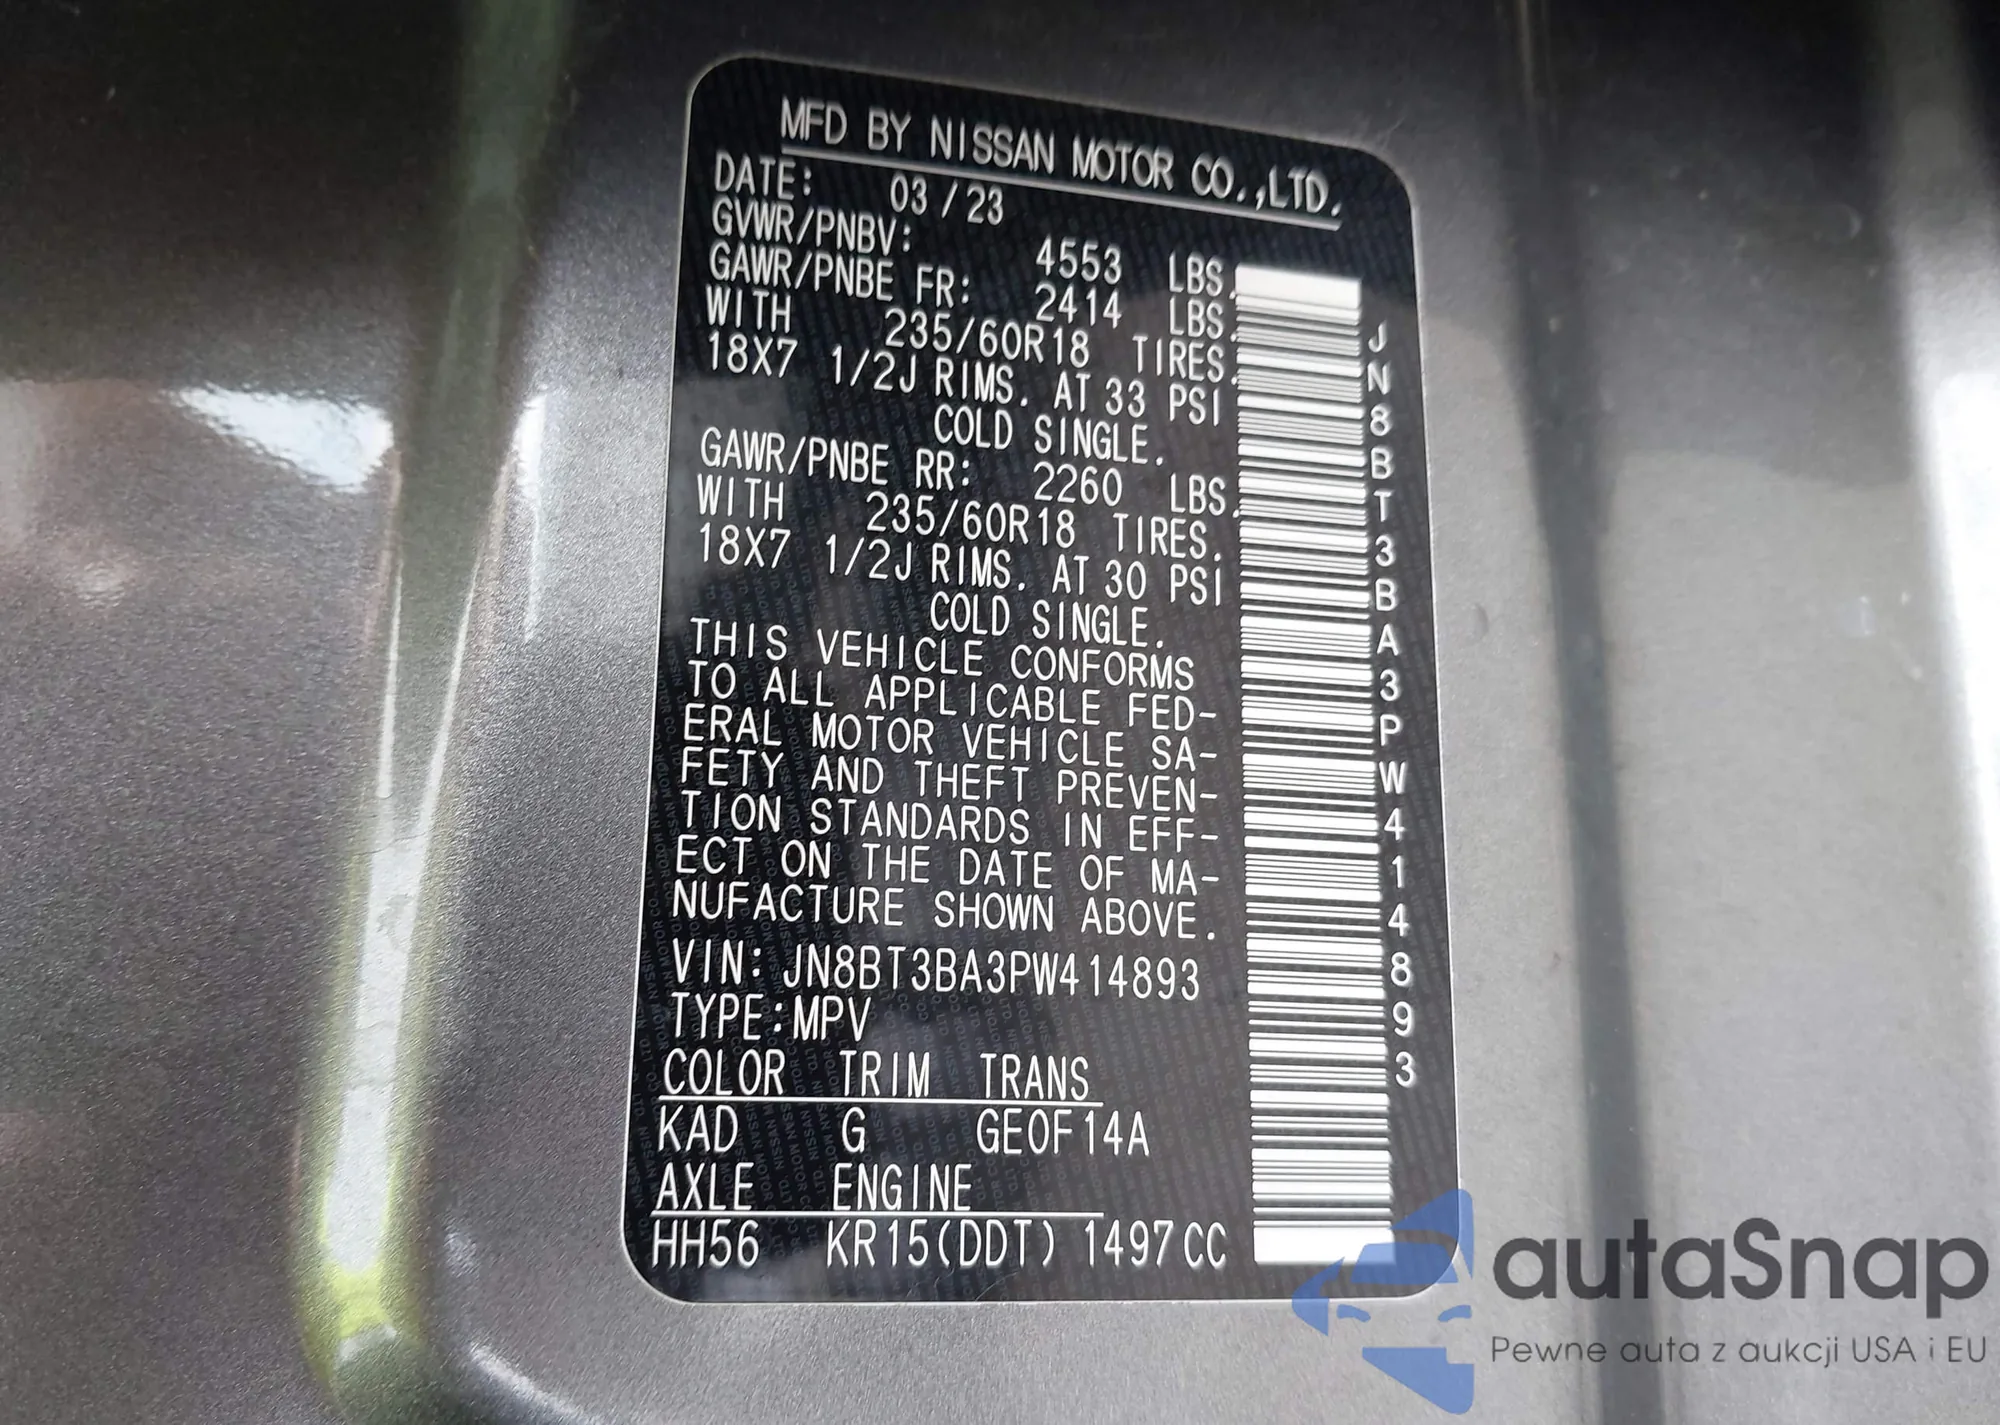 MFD BY NISSAN MOTOR CO.,LTD.
DATE: 03/23
GVWR/PNBV: 4553 LBS.
GAWR/PNBE FR: 2414 LBS.
WITH 235/60R18 TIRES.
18X7 1/2J RIMS. AT 33 PSI
COLD SINGLE.
GAWR/PNBE RR: 2260 LBS.
WITH 235/60R18 TIRES.
18X7 1/2J RIMS. AT 30 PSI
COLD SINGLE.
THIS VEHICLE CONFORMS
TO ALL APPLICABLE FED-
ERAL MOTOR VEHICLE SA-
FETY AND THEFT PREVEN-
TION STANDARDS IN EFF-
ECT ON THE DATE OF MA-
NUFACTURE SHOWN ABOVE.
VIN: JN8BT3BA3PW414893
TYPE:MPV
COLOR TRIM TRANS
KAD G GE0F14A
AXLE ENGINE
HH56 KR15(DDT) 1497CC
JN8BT3BA3PW414893
autaSnap
Pewne auta z aukcji USA i EU